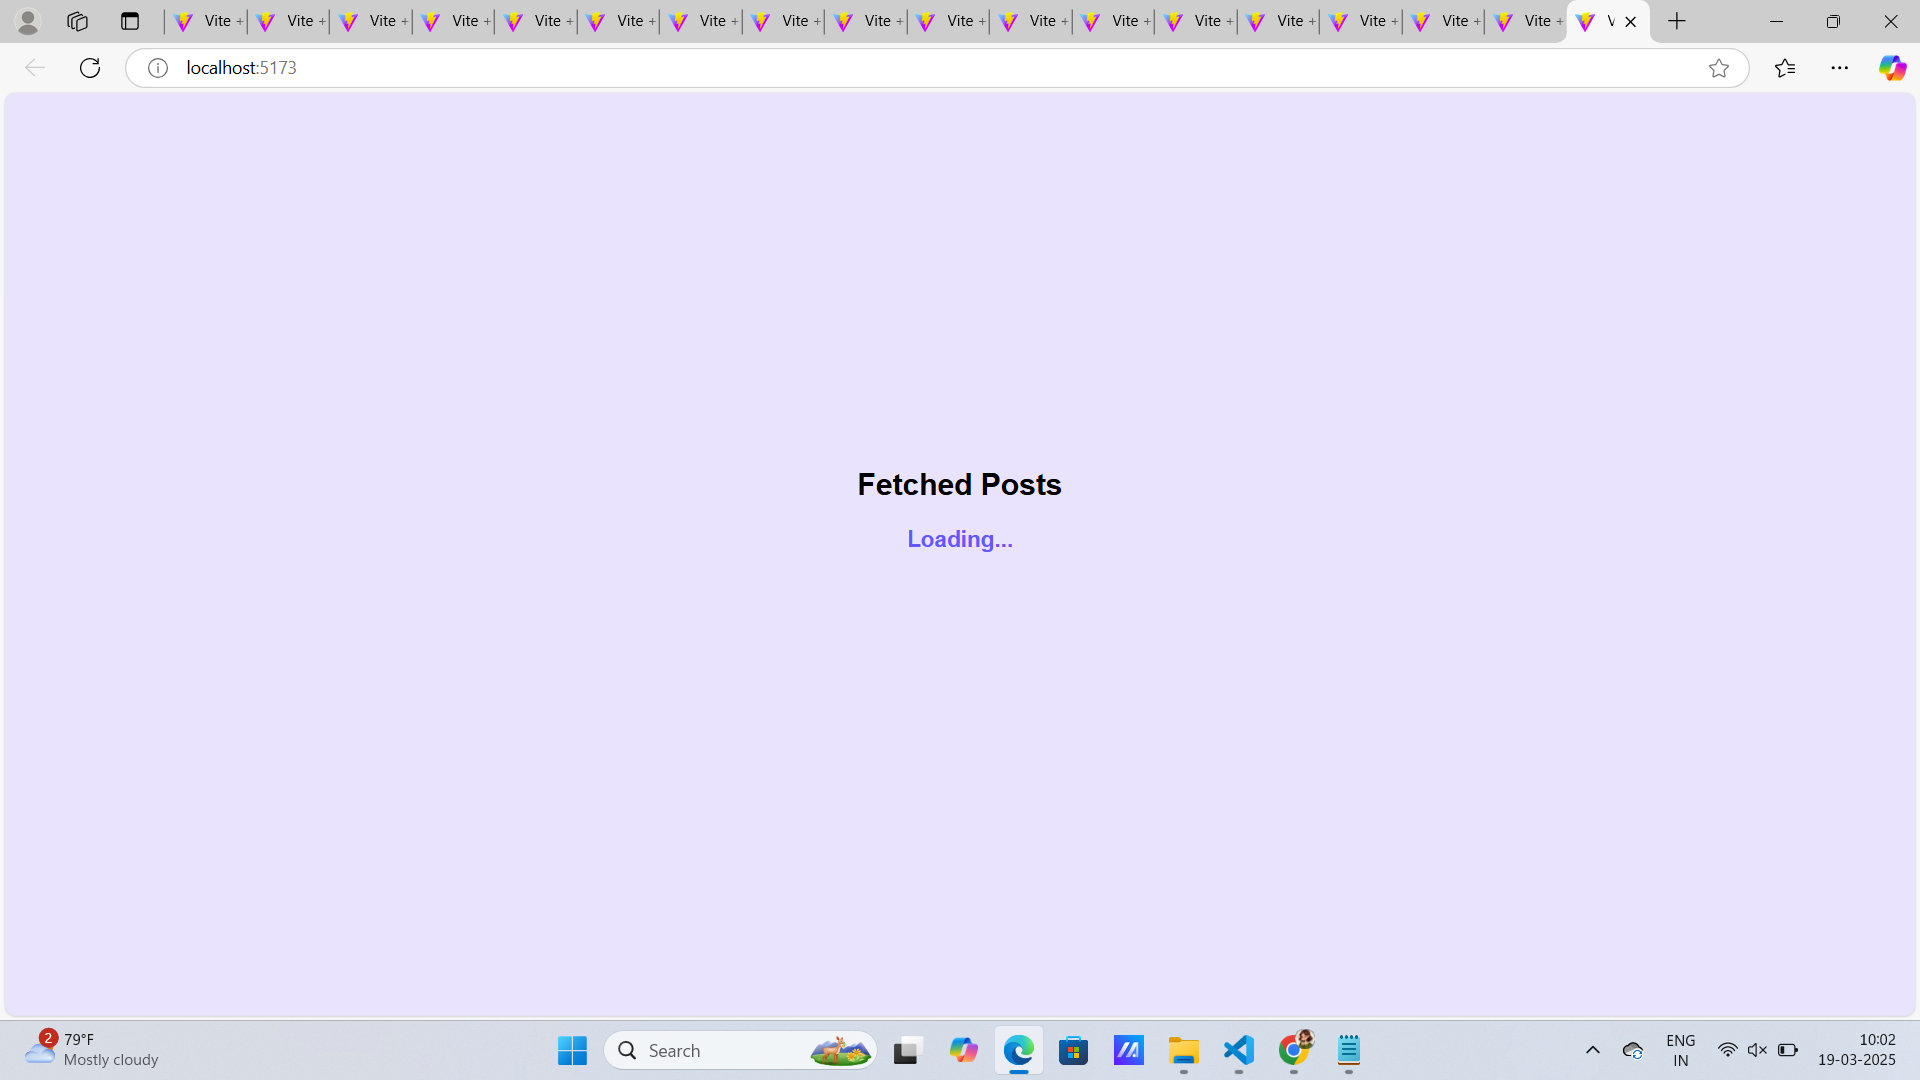 Vite + Vite + Vite + Vite + Vite + Vite + Vite + Vite + Vite + Vite + Vite + Vite + Vite + Vite + Vite + Vite + Vite + V
localhost:5173
Fetched Posts
Loading...
2
79°F
Mostly cloudy
Search
ENG
IN
10:02
19-03-2025